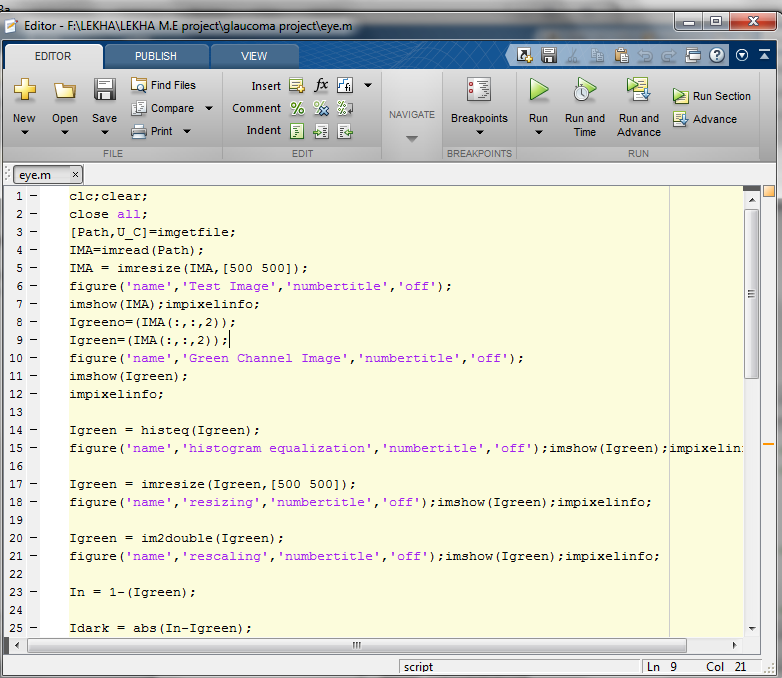 Editor - F:\LEKHA\LEKHA M.E project\glaucoma project\eye.m
EDITOR PUBLISH VIEW
New Open Save Find Files Compare Print
Insert fx
Comment
Indent
NAVIGATE Breakpoints Run Run and Time Run and Advance Run Section Advance
FILE EDIT BREAKPOINTS RUN
eye.m ×
1 – clc;clear;
2 – close all;
3 – [Path,U_C]=imgetfile;
4 – IMA=imread(Path);
5 – IMA = imresize(IMA,[500 500]);
6 – figure('name','Test Image','numbertitle','off');
7 – imshow(IMA);impixelinfo;
8 – Igreeno=(IMA(:,:,2));
9 – Igreen=(IMA(:,:,2));
10 – figure('name','Green Channel Image','numbertitle','off');
11 – imshow(Igreen);
12 – impixelinfo;
13
14 – Igreen = histeq(Igreen);
15 – figure('name','histogram equalization','numbertitle','off');imshow(Igreen);impixelin
16
17 – Igreen = imresize(Igreen,[500 500]);
18 – figure('name','resizing','numbertitle','off');imshow(Igreen);impixelinfo;
19
20 – Igreen = im2double(Igreen);
21 – figure('name','rescaling','numbertitle','off');imshow(Igreen);impixelinfo;
22
23 – In = 1-(Igreen);
24
25 – Idark = abs(In-Igreen);
script Ln 9 Col 21